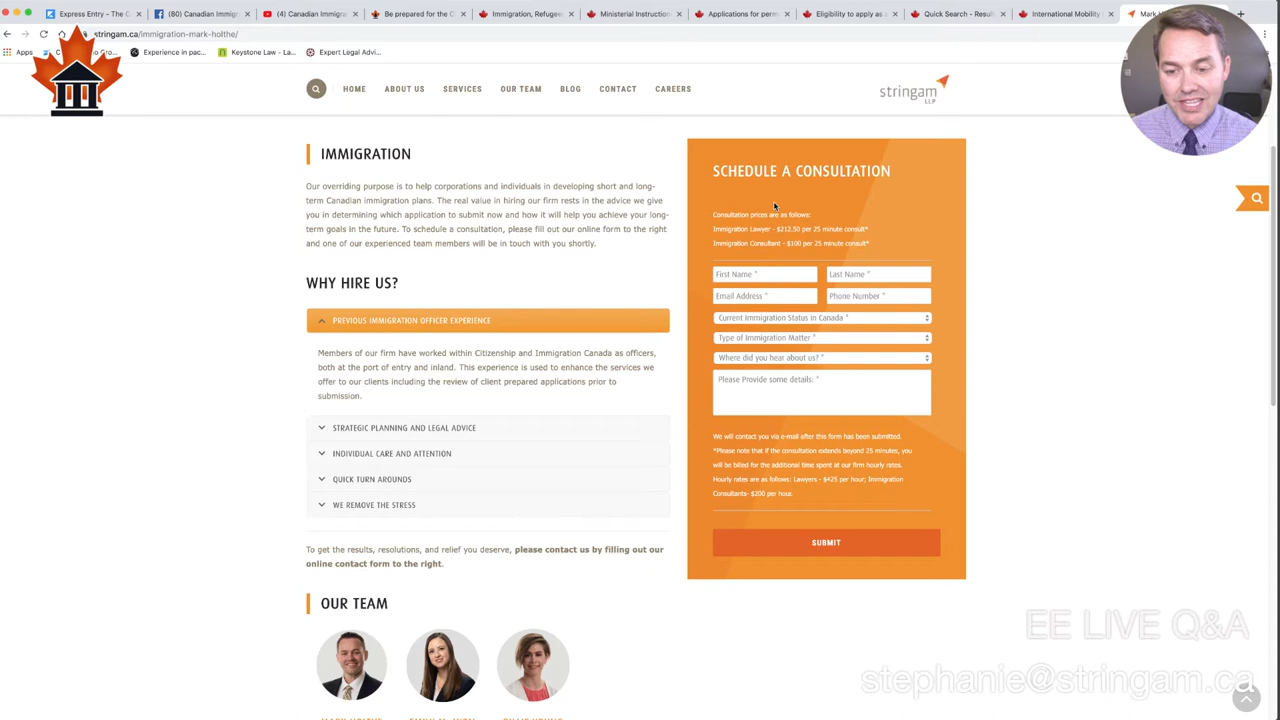 Express Entry - The C
(80) Canadian Immig
(4) Canadian Immigra
Be prepared for the C
Immigration, Refugee
Ministerial Instruction
Applications for perm
Eligibility to apply as a
Quick Search - Resul
International Mobility
stringam.ca/immigration-mark-holthe/
Apps
Experience in pac...
Keystone Law - La...
Expert Legal Advi...
HOME
ABOUT US
SERVICES
OUR TEAM
BLOG
CONTACT
CAREERS
stringam
LLP
IMMIGRATION
Our overriding purpose is to help corporations and individuals in developing short and long-
term Canadian immigration plans. The real value in hiring our firm rests in the advice we give
you in determining which application to submit now and how it will help you achieve your long-
term goals in the future. To schedule a consultation, please fill out our online form to the right
and one of our experienced team members will be in touch with you shortly.
WHY HIRE US?
PREVIOUS IMMIGRATION OFFICER EXPERIENCE
Members of our firm have worked within Citizenship and Immigration Canada as officers,
both at the port of entry and inland. This experience is used to enhance the services we
offer to our clients including the review of client prepared applications prior to
submission.
STRATEGIC PLANNING AND LEGAL ADVICE
INDIVIDUAL CARE AND ATTENTION
QUICK TURN AROUNDS
WE REMOVE THE STRESS
To get the results, resolutions, and relief you deserve, please contact us by filling out our
online contact form to the right.
OUR TEAM
SCHEDULE A CONSULTATION
Consultation prices are as follows:
Immigration Lawyer - $212.50 per 25 minute consult*
Immigration Consultant - $100 per 25 minute consult*
First Name *
Last Name *
Email Address *
Phone Number *
Current Immigration Status in Canada *
Type of Immigration Matter *
Where did you hear about us? *
Please Provide some details: *
We will contact you via e-mail after this form has been submitted.
*Please note that if the consultation extends beyond 25 minutes, you
will be billed for the additional time spent at our firm hourly rates.
Hourly rates are as follows: Lawyers - $425 per hour; Immigration
Consultants- $200 per hour.
SUBMIT
EE LIVE Q&A
stephanie@stringam.ca